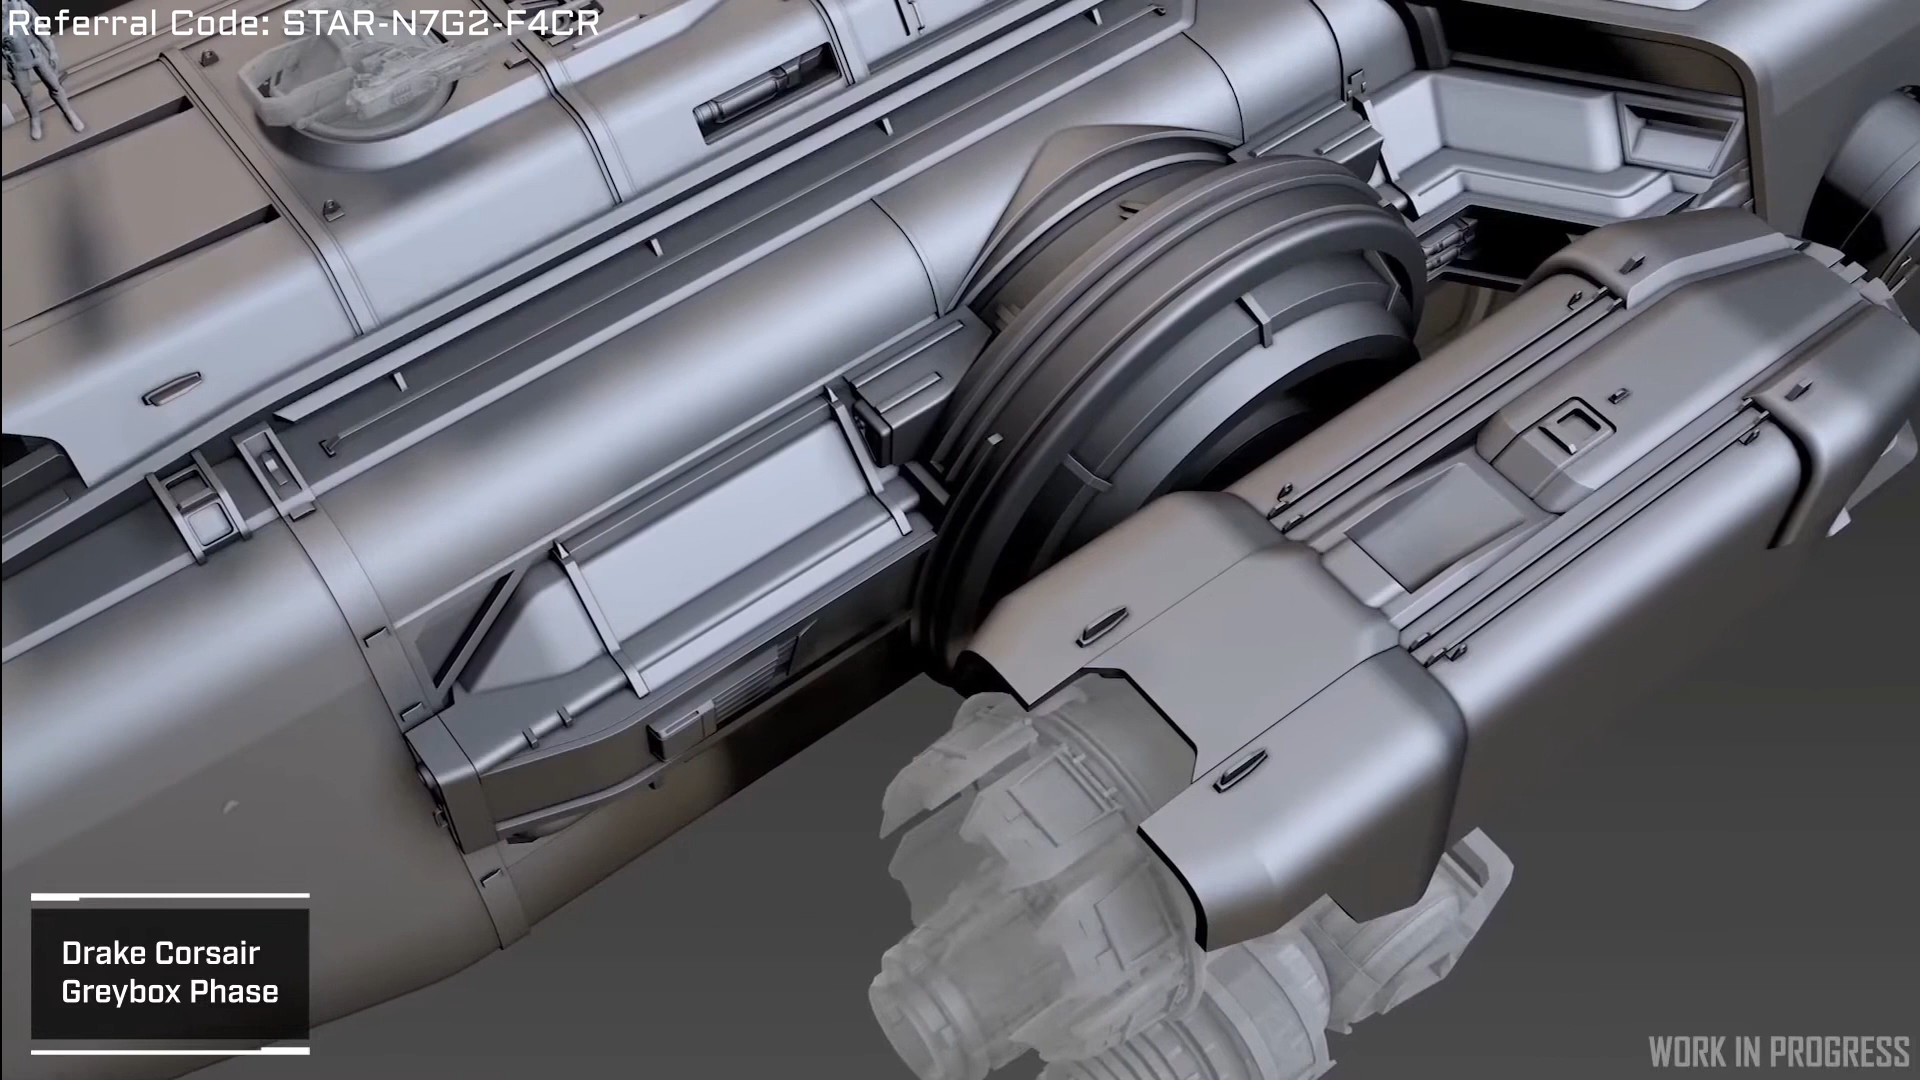 Referral Code: STAR-N7G2-F4CR
Drake Corsair
Greybox Phase
WORK IN PROGRESS